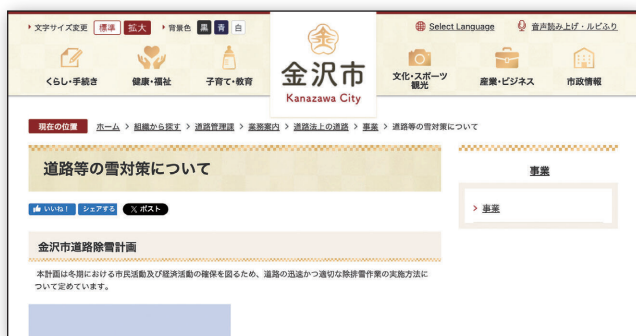 文字サイズ変更 標準 拡大 背景色 黒 青 白
Select Language 音声読み上げ・ルビふり
くらし・手続き 健康・福祉 子育て・教育
金沢市
Kanazawa City
文化・スポーツ
観光
産業・ビジネス 市政情報
現在の位置 ホーム > 組織から探す > 道路管理課 > 業務案内 > 道路法上の道路 > 事業 > 道路等の雪対策について
道路等の雪対策について
いいね! シェアする X ポスト
金沢市道路除雪計画
本計画は冬期における市民活動及び経済活動の確保を図るため、道路の迅速かつ適切な除排雪作業の実施方法に
ついて定めています。
事業
> 事業